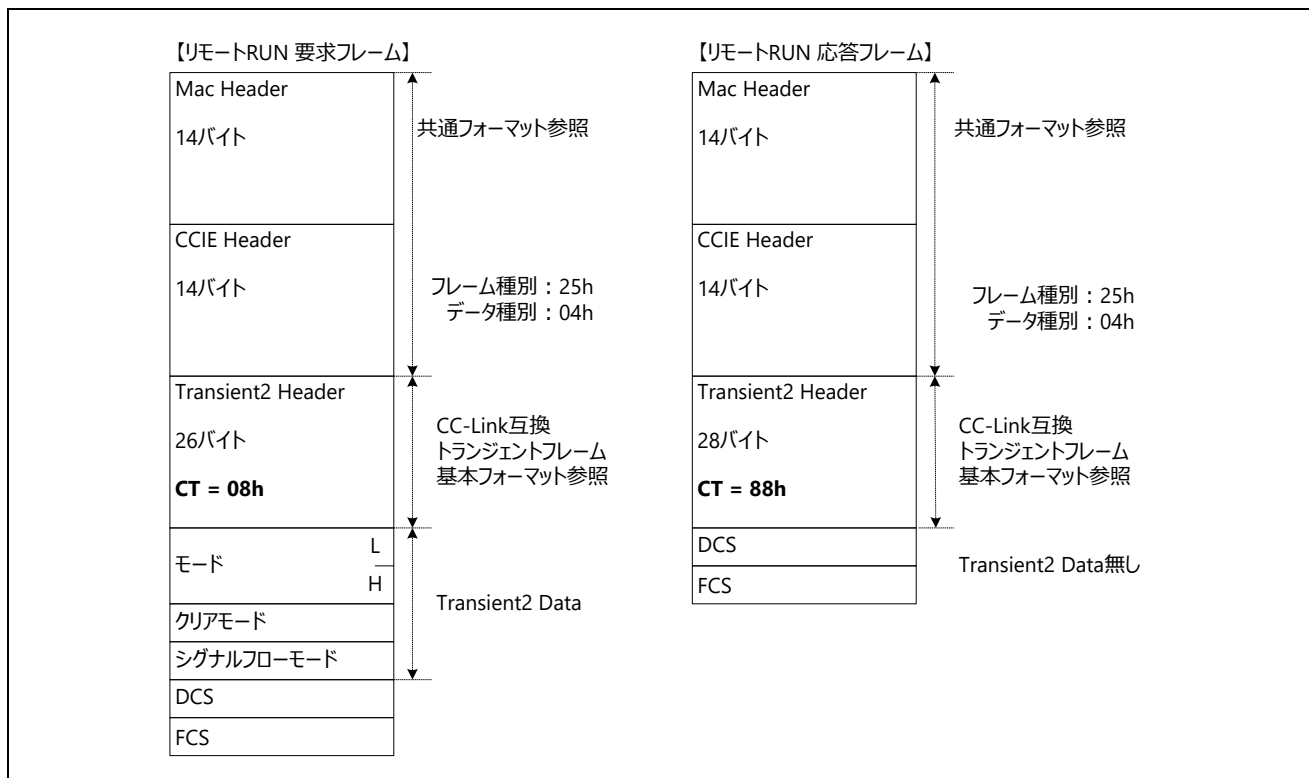 【リモートRUN 要求フレーム】
Mac Header
14バイト
共通フォーマット参照
CCIE Header
14バイト
フレーム種別：25h
データ種別：04h
Transient2 Header
26バイト
CT = 08h
CC-Link互換
トランジェントフレーム
基本フォーマット参照
モード
L
H
クリアモード
シグナルフローモード
Transient2 Data
DCS
FCS
【リモートRUN 応答フレーム】
Mac Header
14バイト
共通フォーマット参照
CCIE Header
14バイト
フレーム種別：25h
データ種別：04h
Transient2 Header
28バイト
CT = 88h
CC-Link互換
トランジェントフレーム
基本フォーマット参照
DCS
FCS
Transient2 Data無し